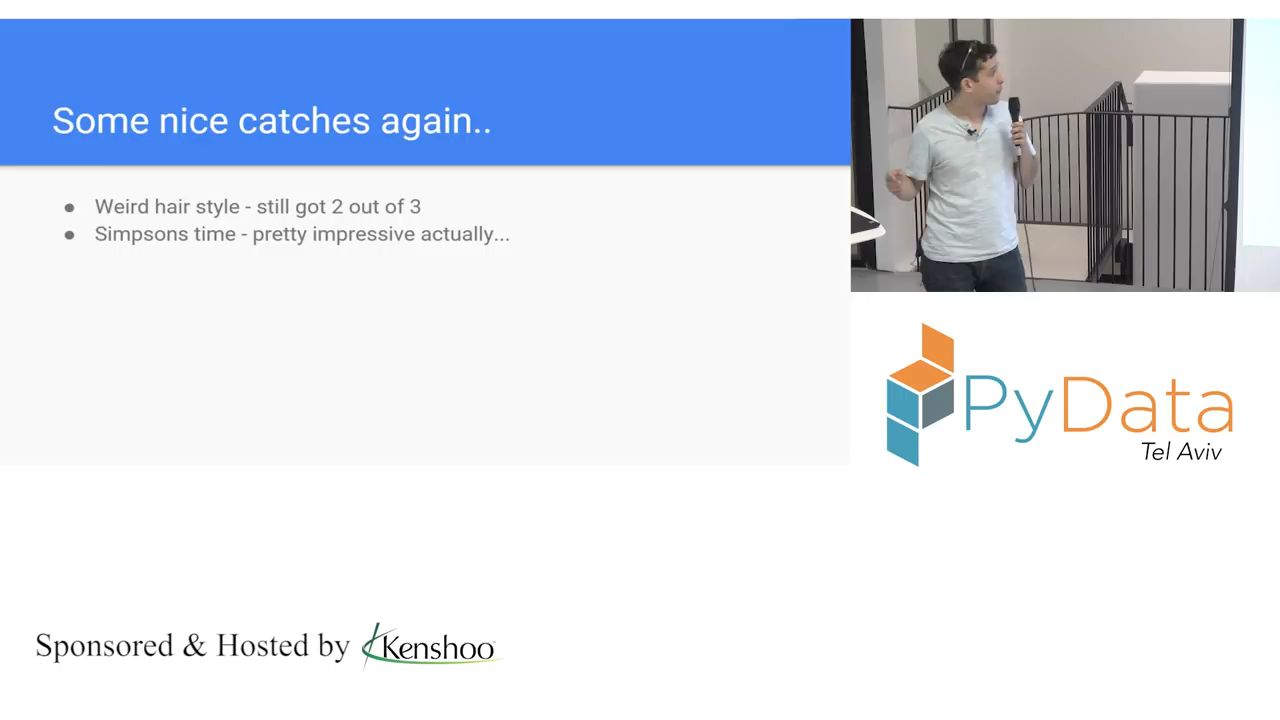 Some nice catches again..
● Weird hair style - still got 2 out of 3
● Simpsons time - pretty impressive actually...
PyData
Tel Aviv
Sponsored & Hosted by Kenshoo